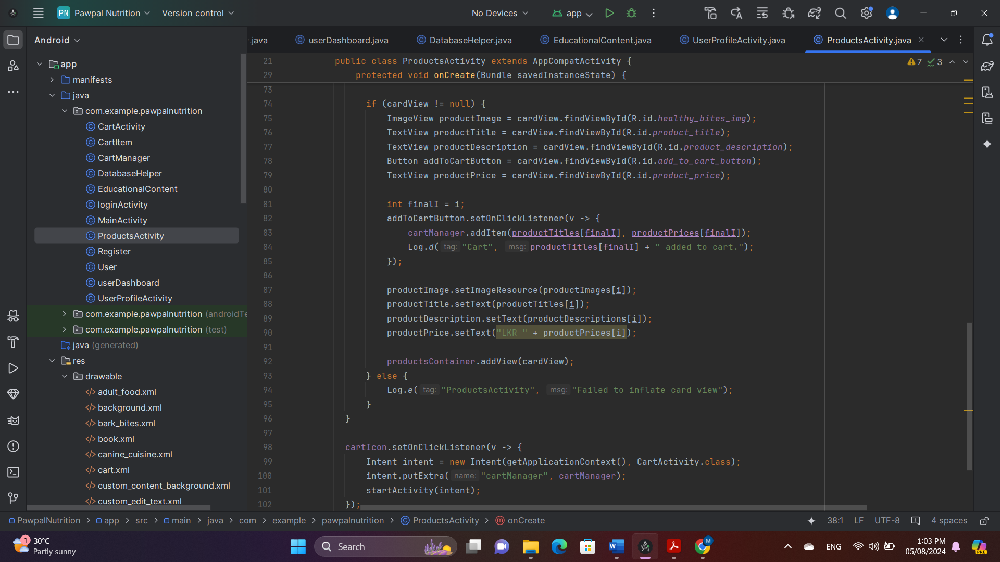 PN Pawpal Nutrition Version control No Devices app
Android
app
manifests
java
com.example.pawpalnutrition
CartActivity
CartItem
CartManager
DatabaseHelper
EducationalContent
loginActivity
MainActivity
ProductsActivity
Register
User
userDashboard
UserProfileActivity
com.example.pawpalnutrition (androidTe
com.example.pawpalnutrition (test)
java (generated)
res
drawable
adult_food.xml
background.xml
bark_bites.xml
book.xml
canine_cuisine.xml
cart.xml
custom_content_background.xml
custom_edit_text.xml
.java userDashboard.java DatabaseHelper.java EducationalContent.java UserProfileActivity.java ProductsActivity.java
7 3
21 public class ProductsActivity extends AppCompatActivity {
29 protected void onCreate(Bundle savedInstanceState) {
73
74 if (cardView != null) {
75 ImageView productImage = cardView.findViewById(R.id.healthy_bites_img);
76 TextView productTitle = cardView.findViewById(R.id.product_title);
77 TextView productDescription = cardView.findViewById(R.id.product_description);
78 Button addToCartButton = cardView.findViewById(R.id.add_to_cart_button);
79 TextView productPrice = cardView.findViewById(R.id.product_price);
80
81 int finalI = i;
82 addToCartButton.setOnClickListener(v -> {
83 cartManager.addItem(productTitles[finalI], productPrices[finalI]);
84 Log.d( tag: "Cart", msg: productTitles[finalI] + " added to cart.");
85 });
86
87 productImage.setImageResource(productImages[i]);
88 productTitle.setText(productTitles[i]);
89 productDescription.setText(productDescriptions[i]);
90 productPrice.setText("LKR " + productPrices[i]);
91
92 productsContainer.addView(cardView);
93 } else {
94 Log.e( tag: "ProductsActivity", msg: "Failed to inflate card view");
95 }
96 }
97
98 cartIcon.setOnClickListener(v -> {
99 Intent intent = new Intent(getApplicationContext(), CartActivity.class);
100 intent.putExtra( name: "cartManager", cartManager);
101 startActivity(intent);
102 });
PawpalNutrition > app > src > main > java > com > example > pawpalnutrition > ProductsActivity > onCreate 38:1 LF UTF-8 4 spaces
1 30°C
Partly sunny
Search
M
ENG
1:03 PM
05/08/2024
PRE